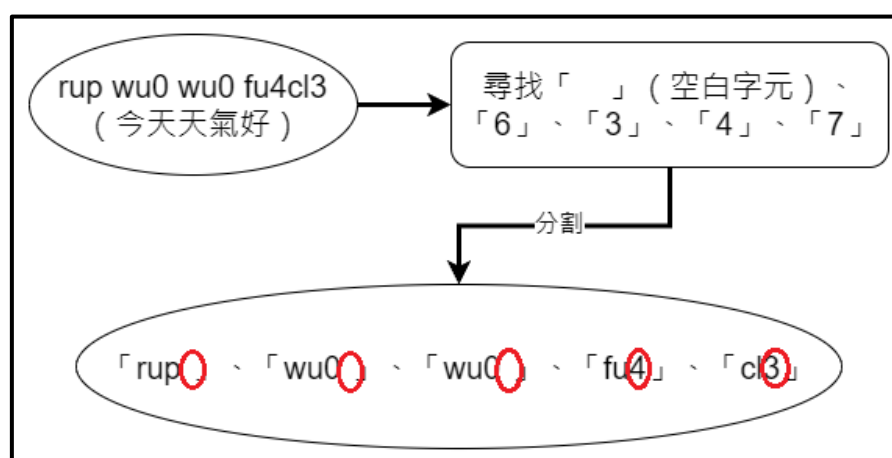 rup wu0 wu0 fu4cl3
（今天天氣好）
尋找「　」（空白字元）、
「6」、「3」、「4」、「7」
分割
「rup 」、「wu0 」、「wu0 」、「fu4」、「cl3」